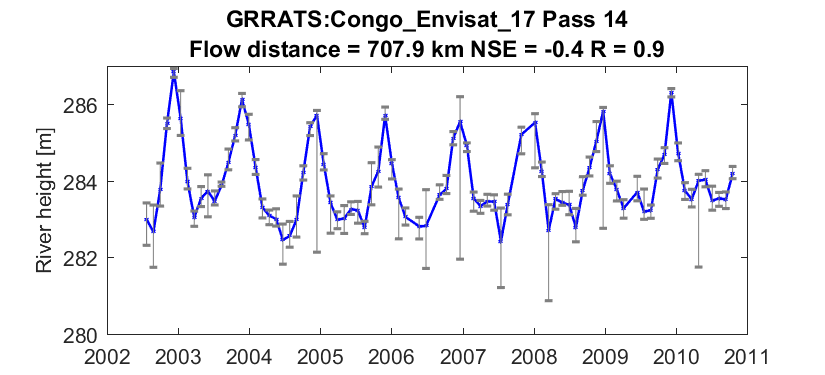 GRRATS:Congo_Envisat_17 Pass 14
Flow distance = 707.9 km NSE = -0.4 R = 0.9
River height [m]
286
284
282
280
2002 2003 2004 2005 2006 2007 2008 2009 2010 2011